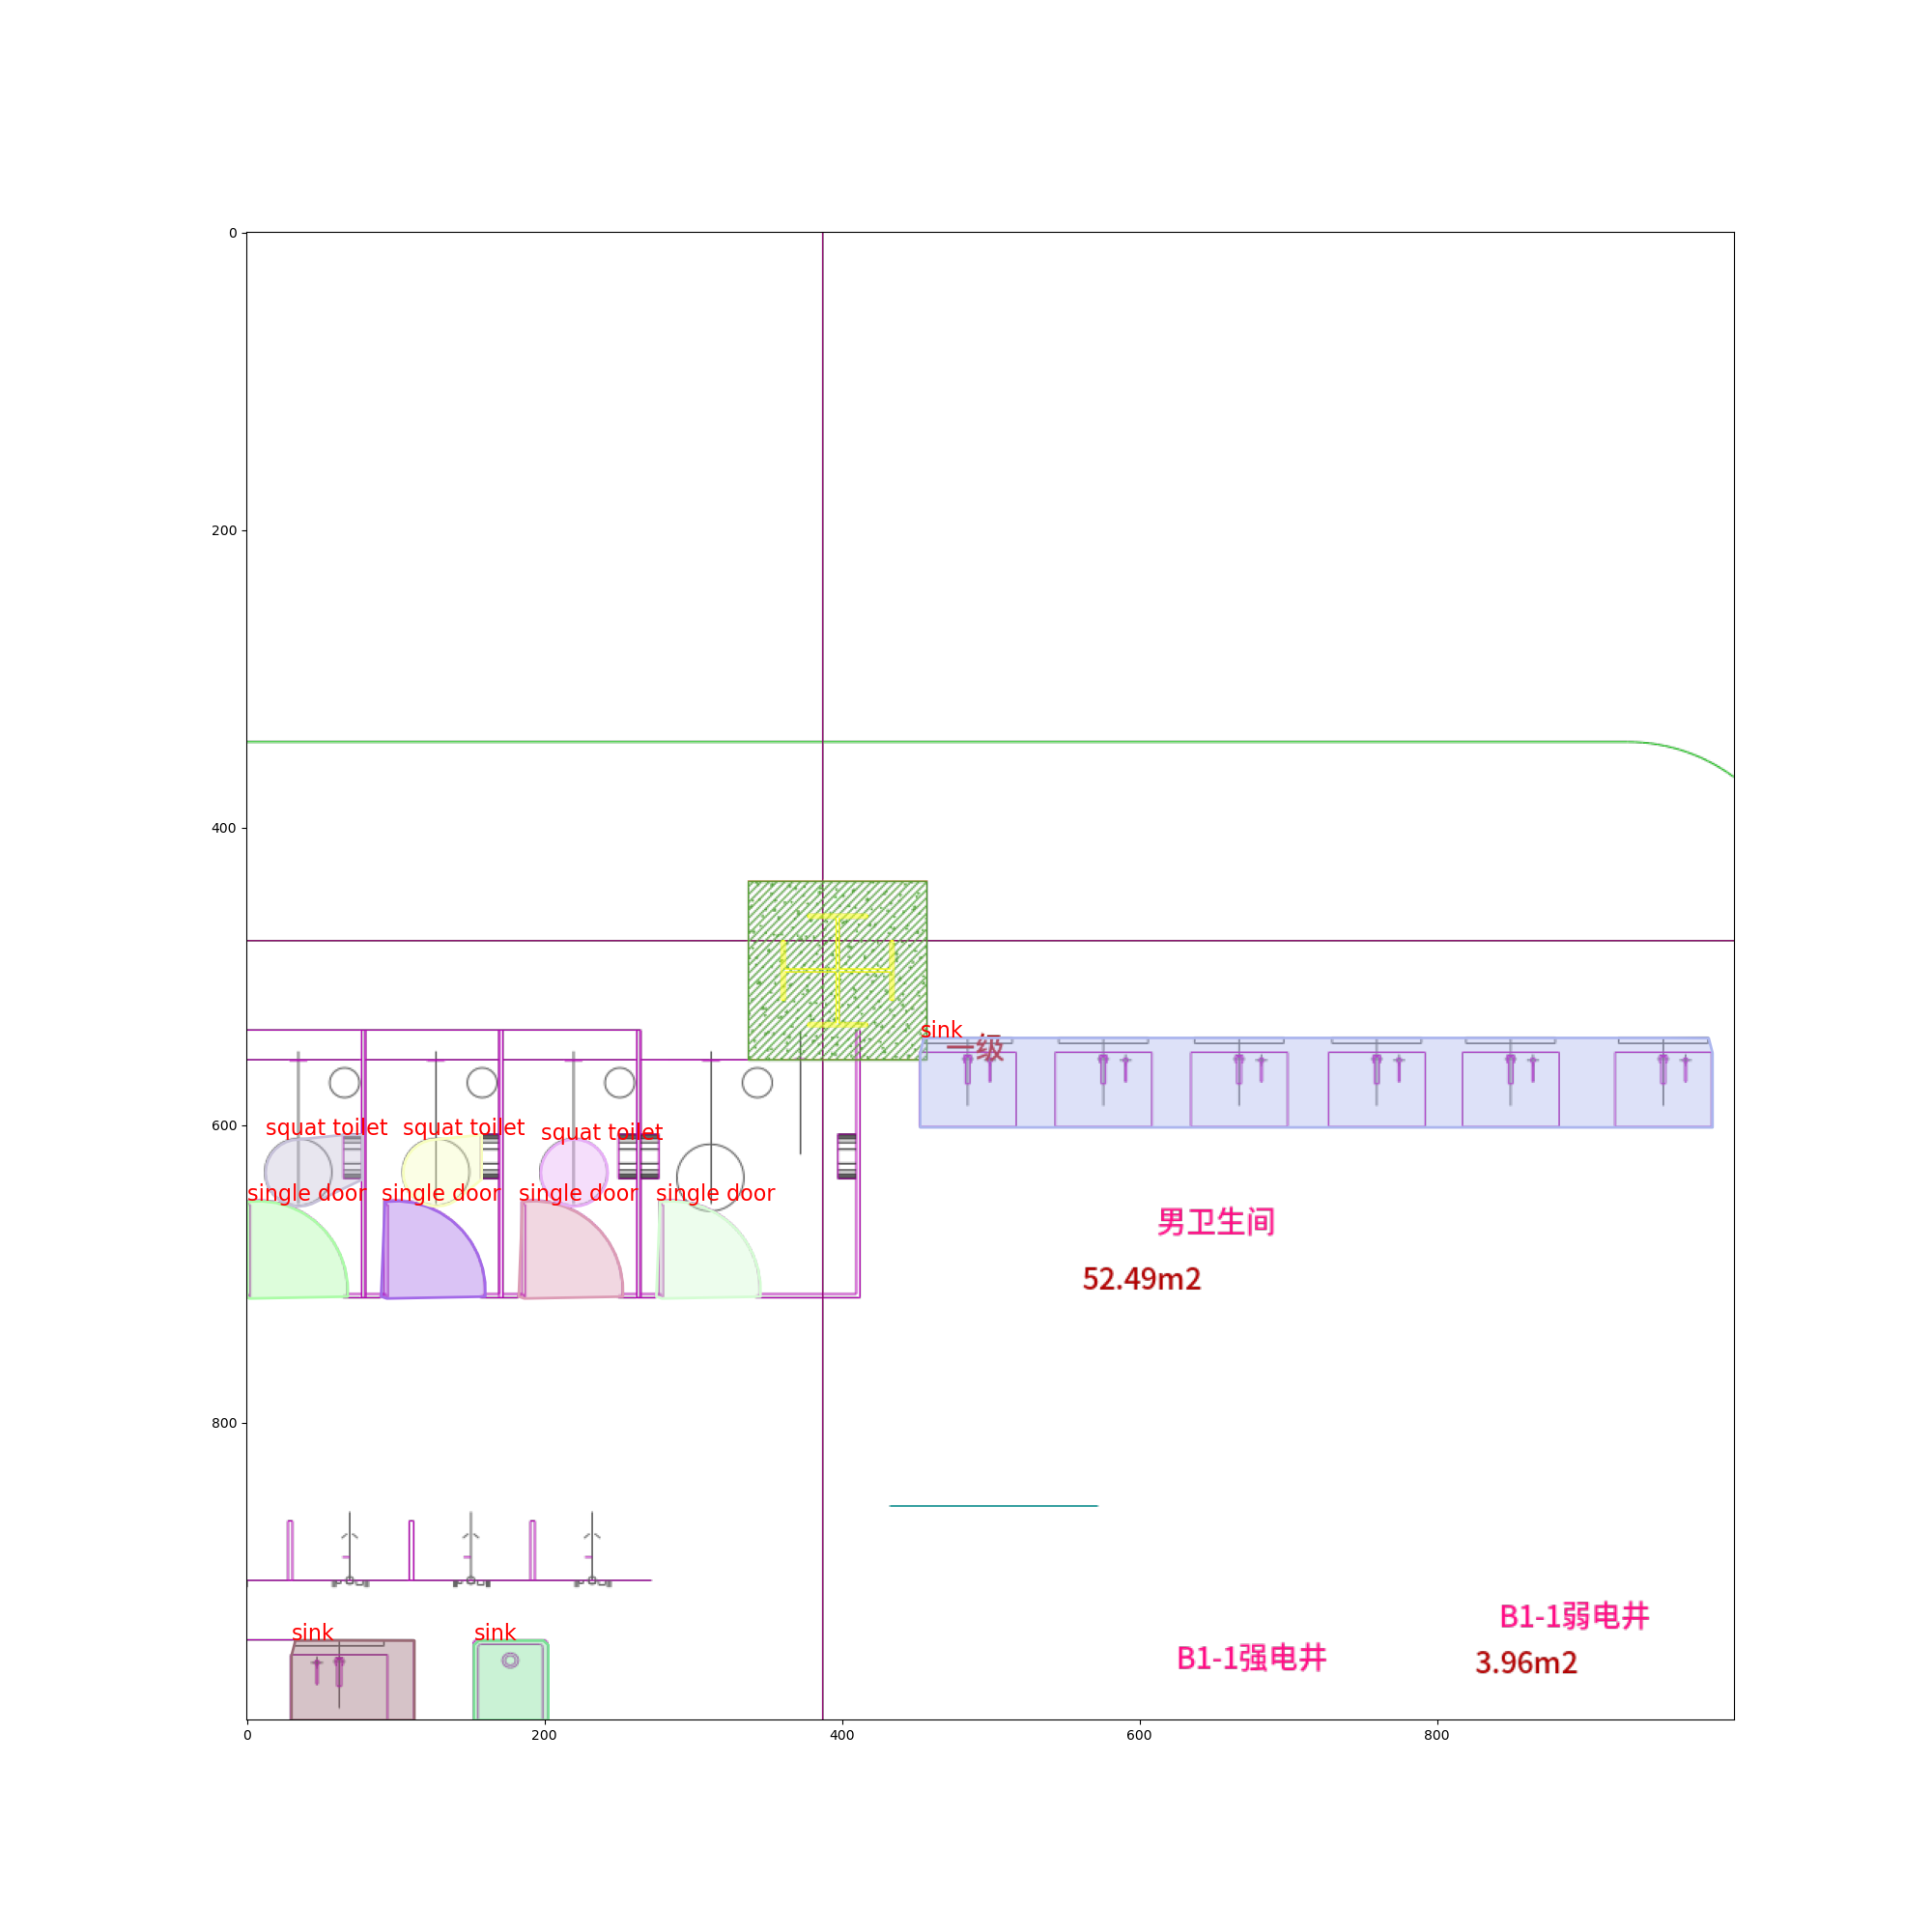 0
200
400
sink
一级
600
squat toilet squat toilet squat toilet
single door single door single door single door
男卫生间
52.49m2
800
B1-1弱电井
sink sink
B1-1强电井
3.96m2
0 200 400 600 800